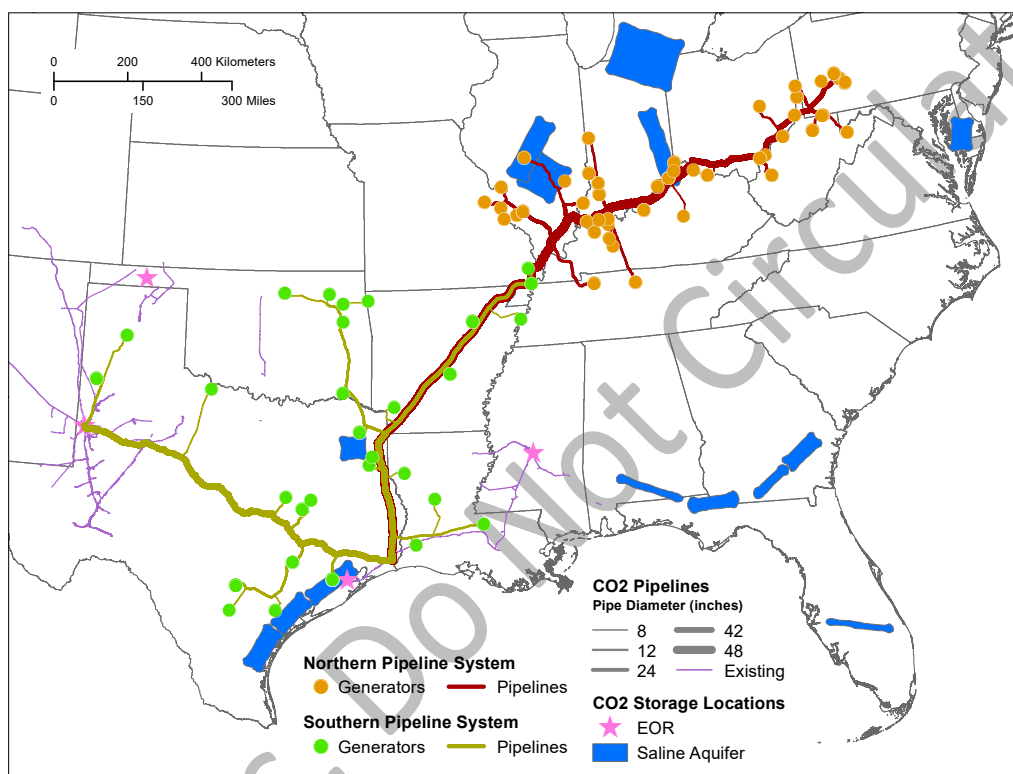 0 200 400 Kilometers
0 150 300 Miles
Do Not Circulat
CO2 Pipelines
Pipe Diameter (inches)
8 42
12 48
24 Existing
Northern Pipeline System
Generators Pipelines
Southern Pipeline System
Generators Pipelines
CO2 Storage Locations
EOR
Saline Aquifer